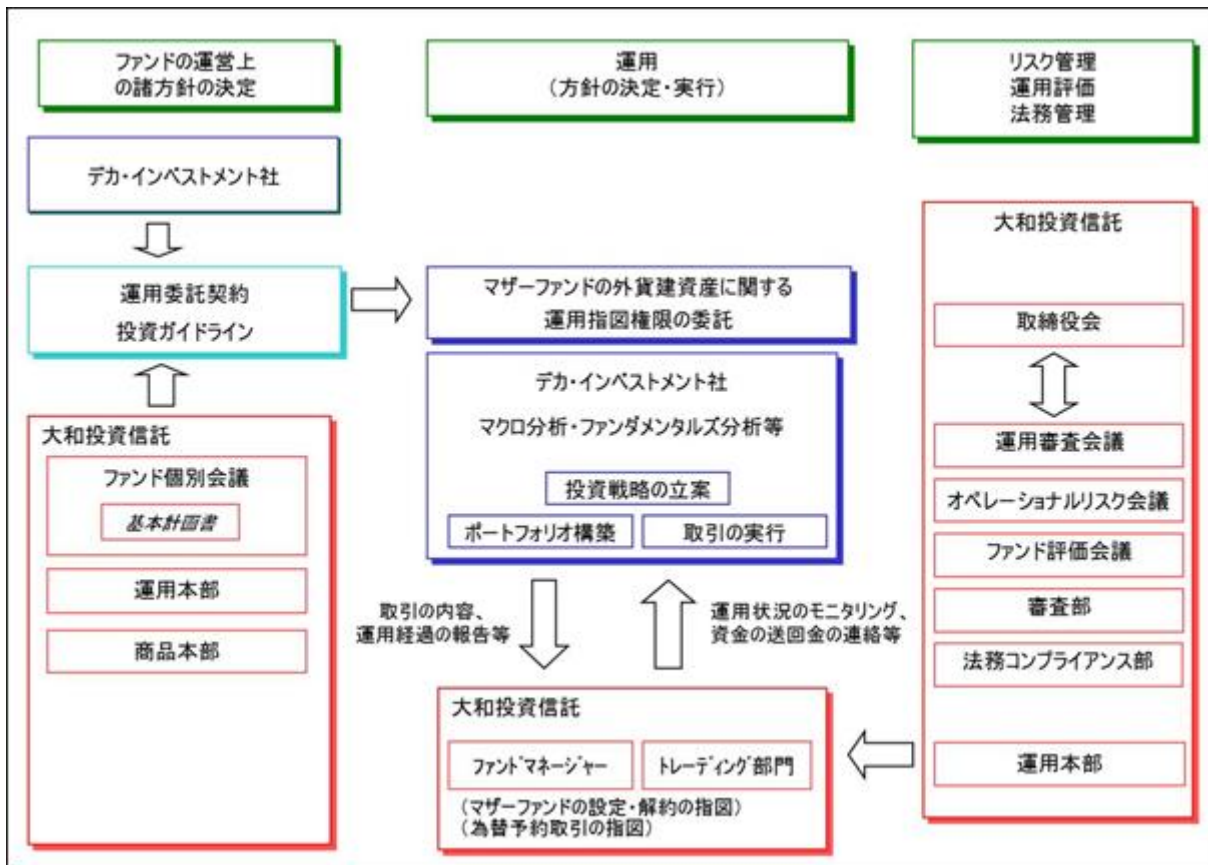 ファンドの運営上
の諸方針の決定
運用
（方針の決定・実行）
リスク管理
運用評価
法務管理
デカ・インベストメント社
運用委託契約
投資ガイドライン
大和投資信託
ファンド個別会議
基本計画書
運用本部
商品本部
マザーファンドの外貨建資産に関する
運用指図権限の委託
デカ・インベストメント社
マクロ分析・ファンダメンタルズ分析等
投資戦略の立案
ポートフォリオ構築
取引の実行
取引の内容、
運用経過の報告等
運用状況のモニタリング、
資金の送回金の連絡等
大和投資信託
ファンドマネージャー
トレーディング部門
（マザーファンドの設定・解約の指図）
（為替予約取引の指図）
大和投資信託
取締役会
運用審査会議
オペレーショナルリスク会議
ファンド評価会議
審査部
法務コンプライアンス部
運用本部